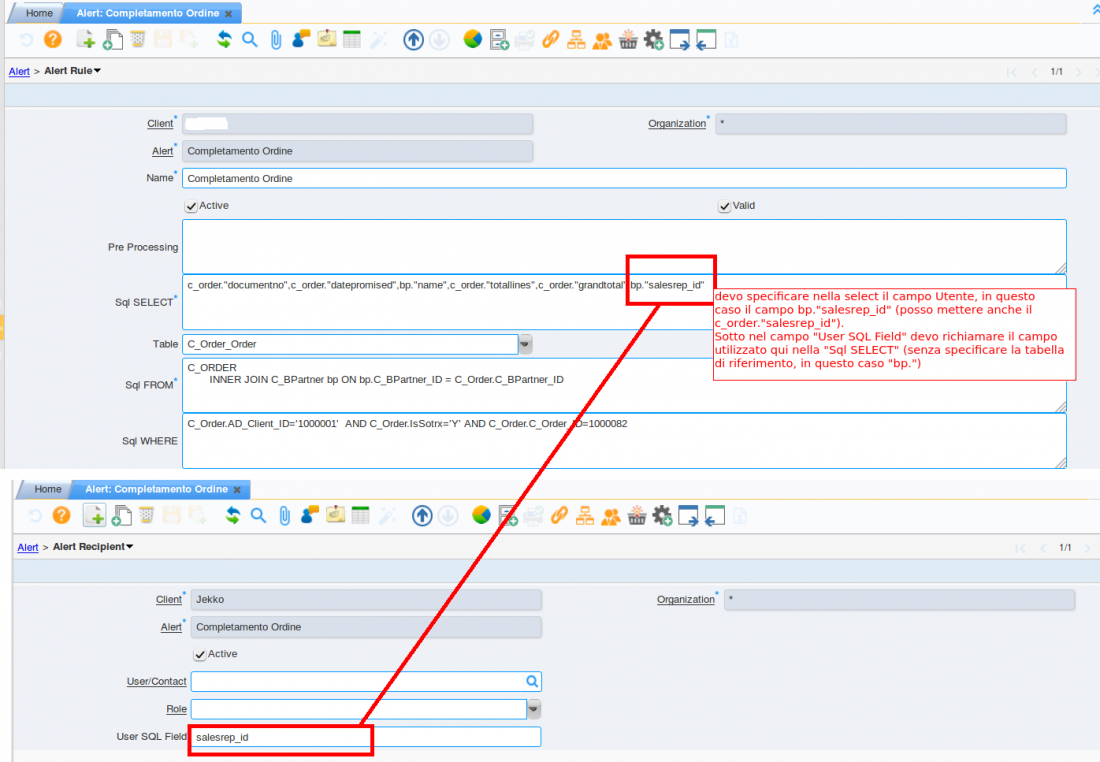 Home Alert: Completamento Ordine
Alert > Alert Rule
1/1
Client* Organization* *
Alert* Completamento Ordine
Name* Completamento Ordine
Active Valid
Pre Processing
Sql SELECT* c_order."documentno",c_order."datepromised",bp."name",c_order."totallines",c_order."grandtotal",bp."salesrep_id"
devo specificare nella select il campo Utente, in questo
caso il campo bp."salesrep_id" (posso mettere anche il
c_order."salesrep_id").
Sotto nel campo "User SQL Field" devo richiamare il campo
utilizzato qui nella "Sql SELECT" (senza specificare la tabella
di riferimento, in questo caso "bp.")
Table C_Order_Order
Sql FROM* C_ORDER
INNER JOIN C_BPartner bp ON bp.C_BPartner_ID = C_Order.C_BPartner_ID
Sql WHERE C_Order.AD_Client_ID='1000001' AND C_Order.IsSotrx='Y' AND C_Order.C_Order_ID=1000082
Home Alert: Completamento Ordine
Alert > Alert Recipient
1/1
Client* Jekko Organization* *
Alert* Completamento Ordine
Active
User/Contact
Role
User SQL Field salesrep_id